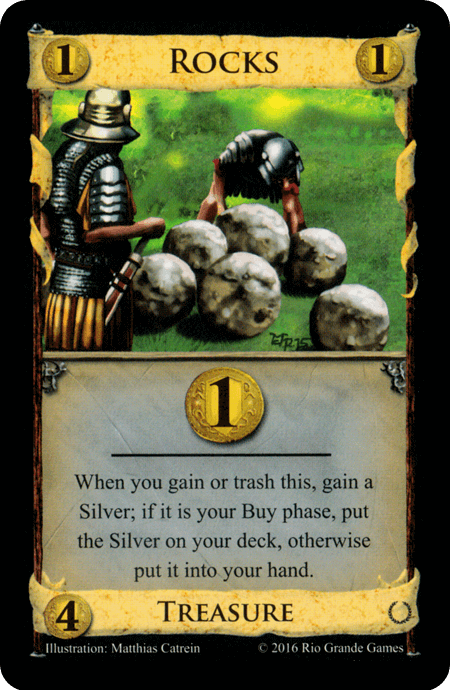 1 ROCKS 1
1
When you gain or trash this, gain a
Silver; if it is your Buy phase, put
the Silver on your deck, otherwise
put it into your hand.
4 TREASURE
Illustration: Matthias Catrein © 2016 Rio Grande Games